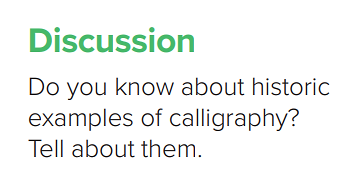 Discussion
Do you know about historic
examples of calligraphy?
Tell about them.